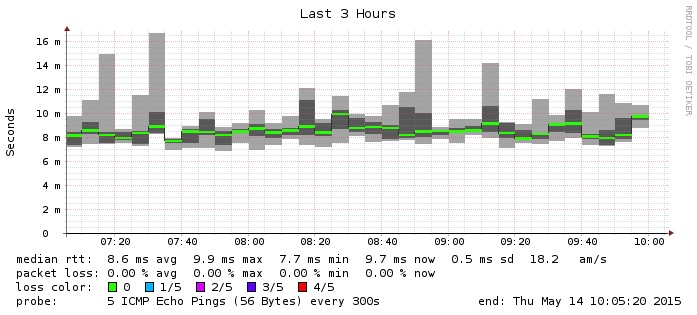 Last 3 Hours
RRDTOOL / TOBI OETIKER
Seconds
16 m
14 m
12 m
10 m
8 m
6 m
4 m
2 m
0
07:20 07:40 08:00 08:20 08:40 09:00 09:20 09:40 10:00
median rtt: 8.6 ms avg 9.9 ms max 7.7 ms min 9.7 ms now 0.5 ms sd 18.2 am/s
packet loss: 0.00 % avg 0.00 % max 0.00 % min 0.00 % now
loss color: 0 1/5 2/5 3/5 4/5
probe: 5 ICMP Echo Pings (56 Bytes) every 300s end: Thu May 14 10:05:20 2015